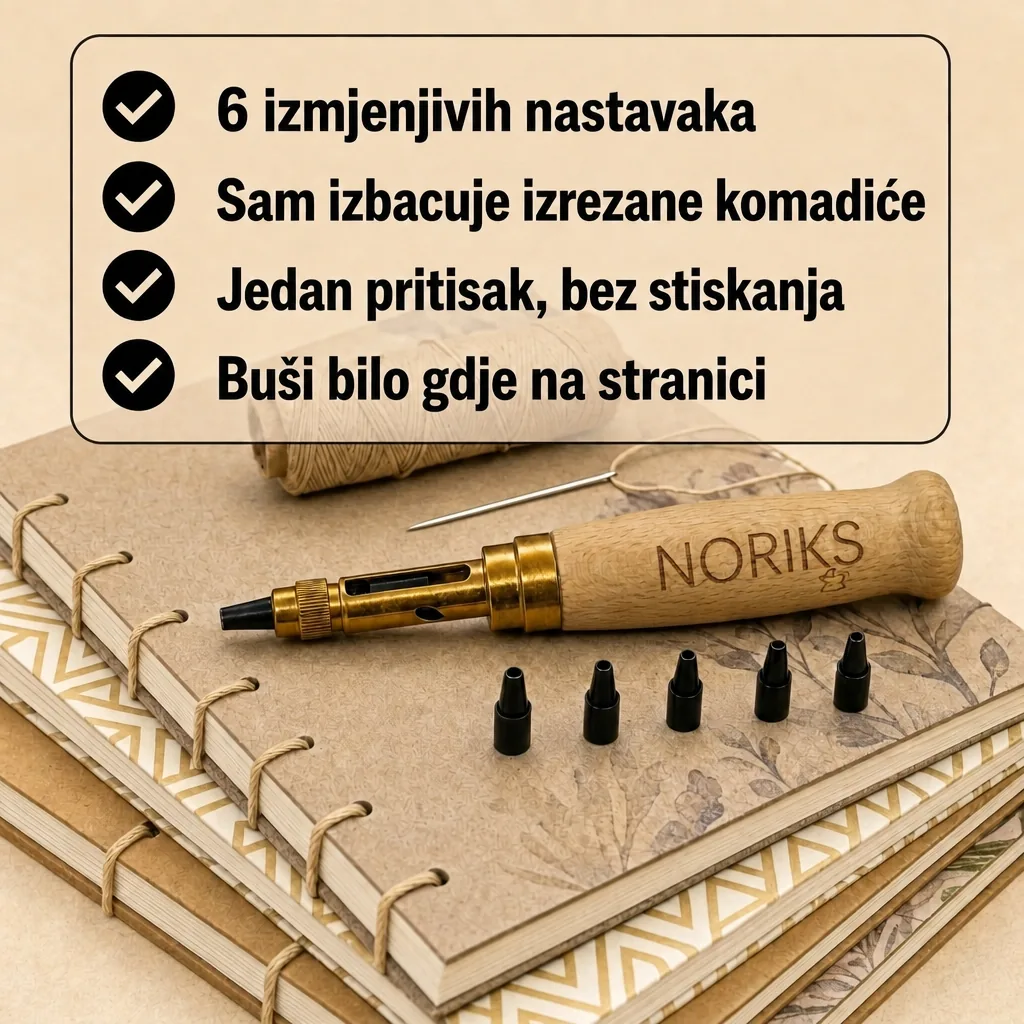 6 izmjenjivih nastavaka
Sam izbacuje izrezane komadiće
Jedan pritisak, bez stiskanja
Buši bilo gdje na stranici
NORIKS